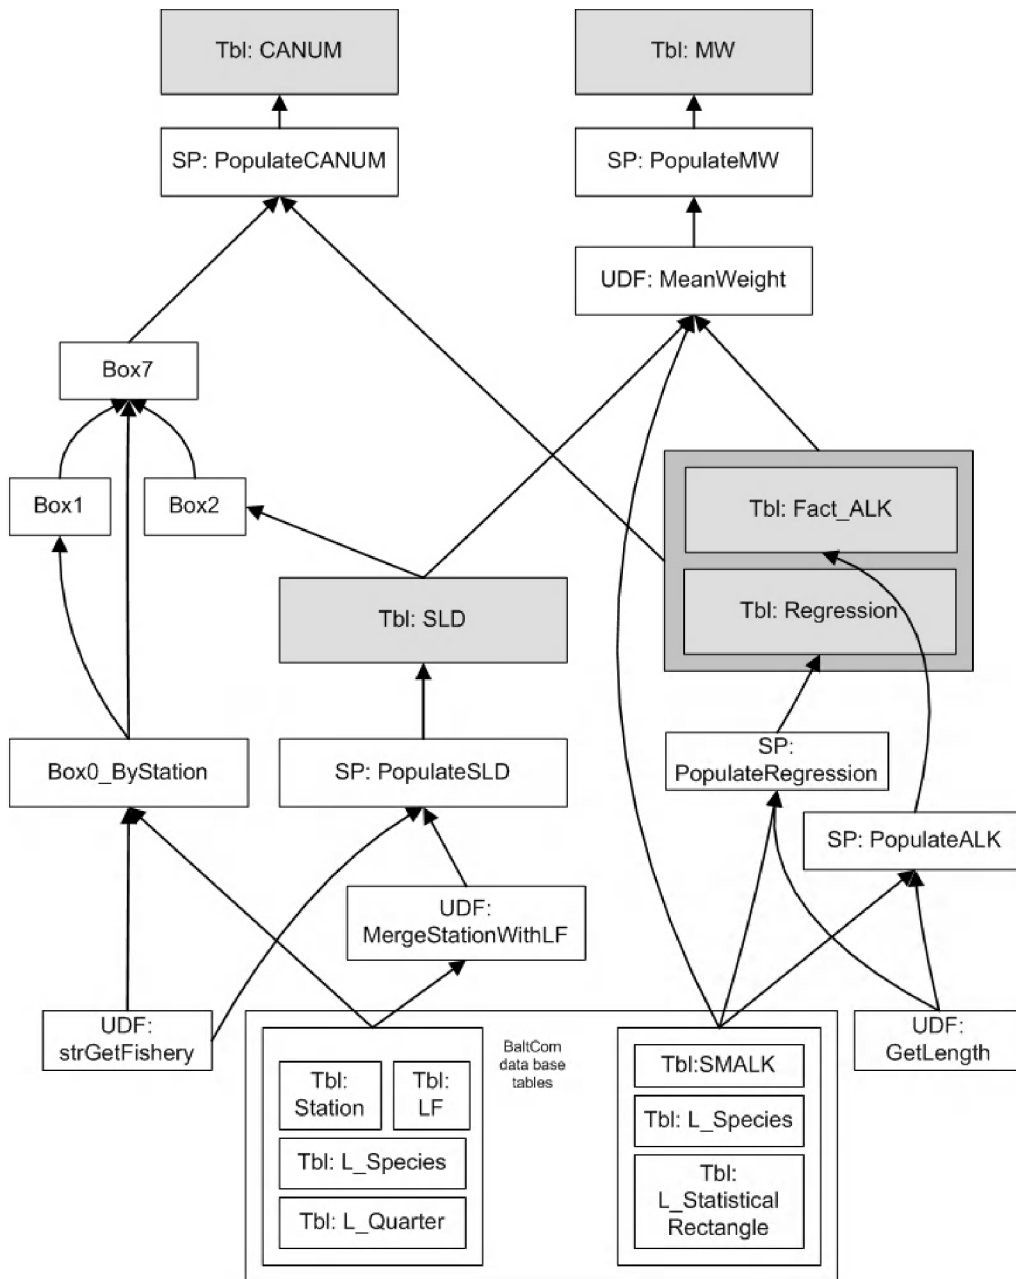 Tbl: CANUM
Tbl: MW
SP: PopulateCANUM
SP: PopulateMW
UDF: MeanWeight
Box7
Box1
Box2
Tbl: Fact_ALK
Tbl: SLD
Tbl: Regression
Box0_ByStation
SP: PopulateSLD
SP:
PopulateRegression
SP: PopulateALK
UDF:
MergeStationWithLF
UDF:
strGetFishery
BaltCom
data base
tables
UDF:
GetLength
Tbl:
Station
Tbl:
LF
Tbl: L_Species
Tbl: L_Quarter
Tbl:SMALK
Tbl: L_Species
Tbl:
L_Statistical
Rectangle